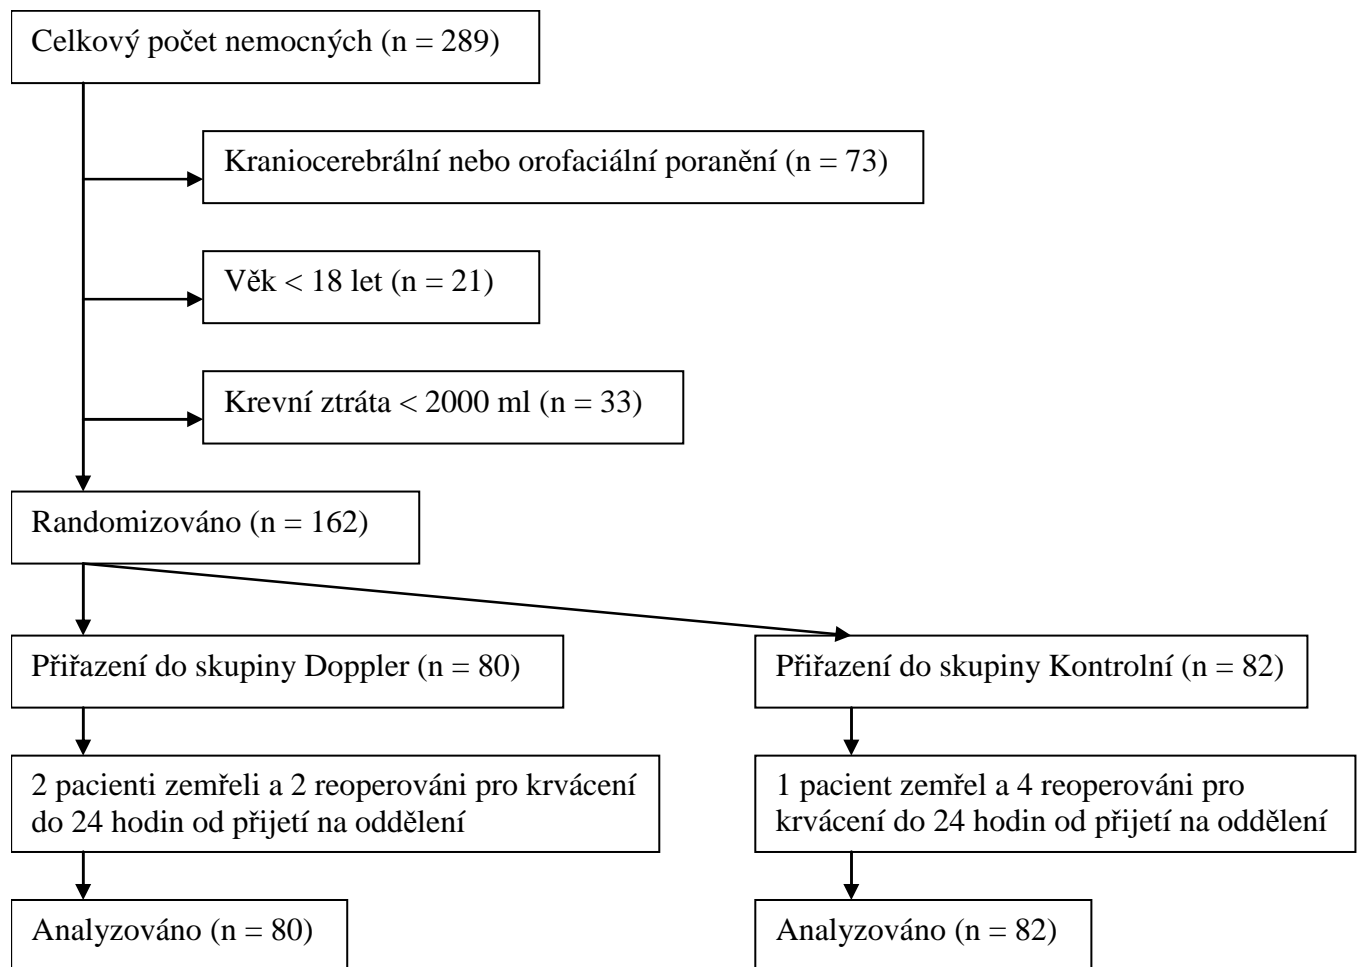 Celkový počet nemocných (n = 289)
Kraniocerebrální nebo orofaciální poranění (n = 73)
Věk < 18 let (n = 21)
Krevní ztráta < 2000 ml (n = 33)
Randomizováno (n = 162)
Přiřazení do skupiny Doppler (n = 80)
Přiřazení do skupiny Kontrolní (n = 82)
2 pacienti zemřeli a 2 reoperováni pro krvácení
do 24 hodin od přijetí na oddělení
1 pacient zemřel a 4 reoperováni pro
krvácení do 24 hodin od přijetí na oddělení
Analyzováno (n = 80)
Analyzováno (n = 82)